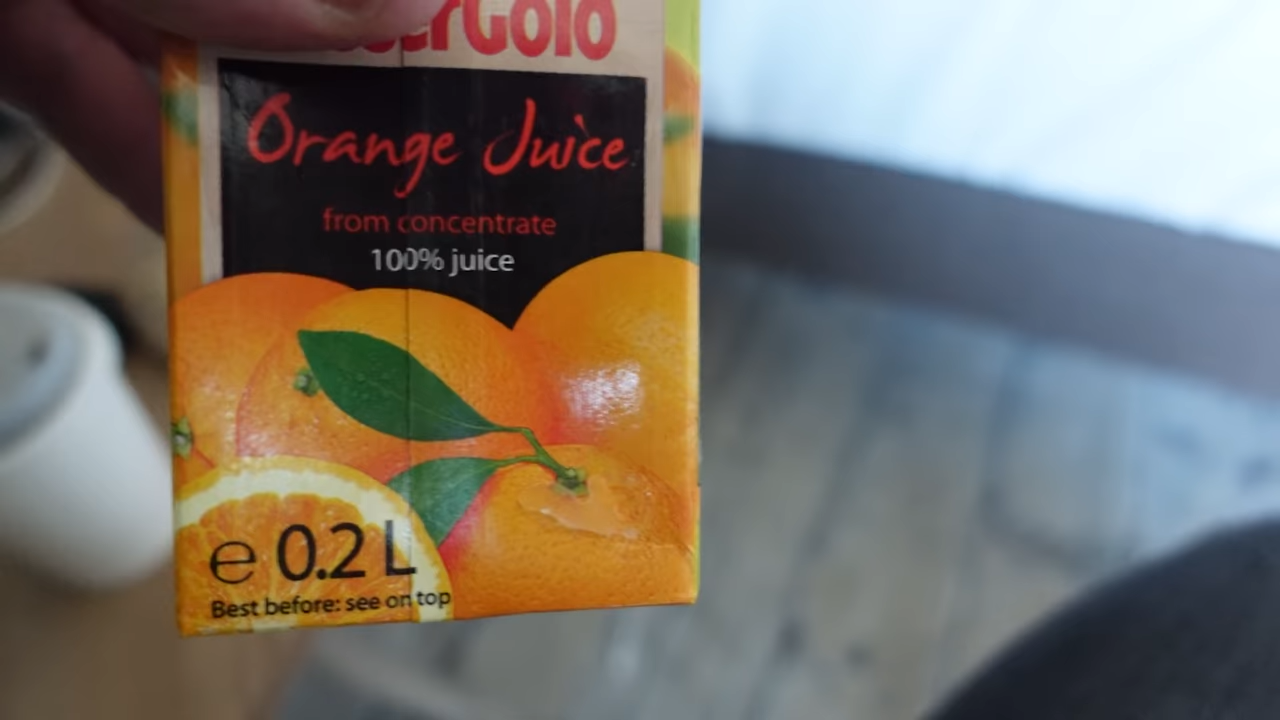 Orange Juice
from concentrate
100% juice
℮ 0.2 L
Best before: see on top